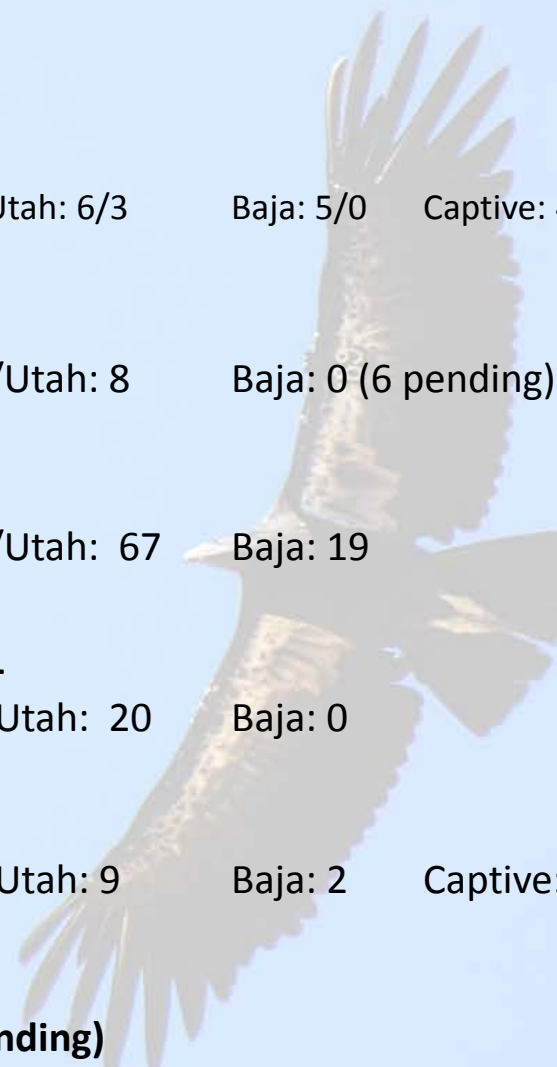 Utah: 6/3 Baja: 5/0 Captive:
/Utah: 8 Baja: 0 (6 pending)
/Utah: 67 Baja: 19
.
Utah: 20 Baja: 0
Utah: 9 Baja: 2 Captive:
nding)